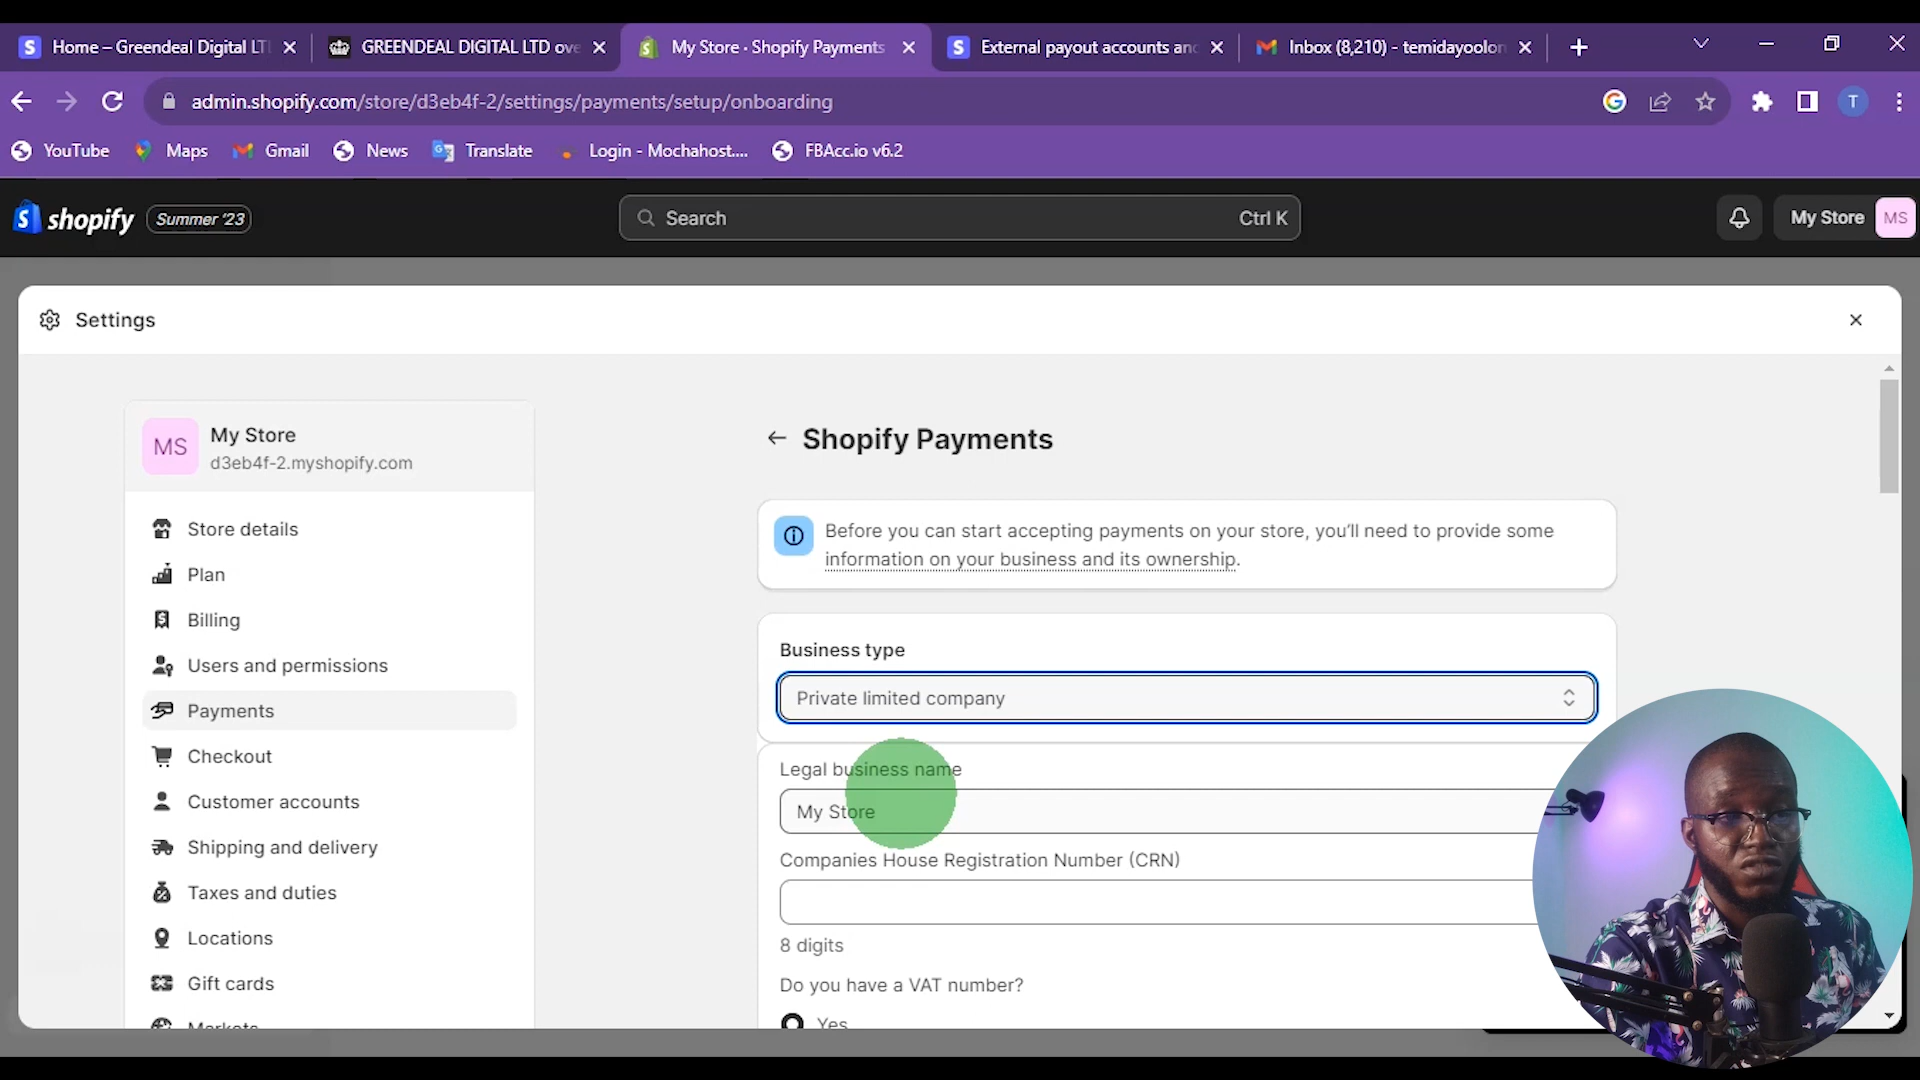 Home – Greendeal Digital LT
GREENDEAL DIGITAL LTD ove
My Store · Shopify Payments
External payout accounts and
Inbox (8,210) - temidayoolon
admin.shopify.com/store/d3eb4f-2/settings/payments/setup/onboarding
T
YouTube
Maps
Gmail
News
Translate
Login - Mochahost....
FBAcc.io v6.2
shopify
Summer '23
Search
Ctrl K
My Store
MS
Settings
MS
My Store
d3eb4f-2.myshopify.com
Store details
Plan
Billing
Users and permissions
Payments
Checkout
Customer accounts
Shipping and delivery
Taxes and duties
Locations
Gift cards
Markets
Shopify Payments
Before you can start accepting payments on your store, you'll need to provide some
information on your business and its ownership.
Business type
Private limited company
Legal business name
My Store
Companies House Registration Number (CRN)
8 digits
Do you have a VAT number?
Yes